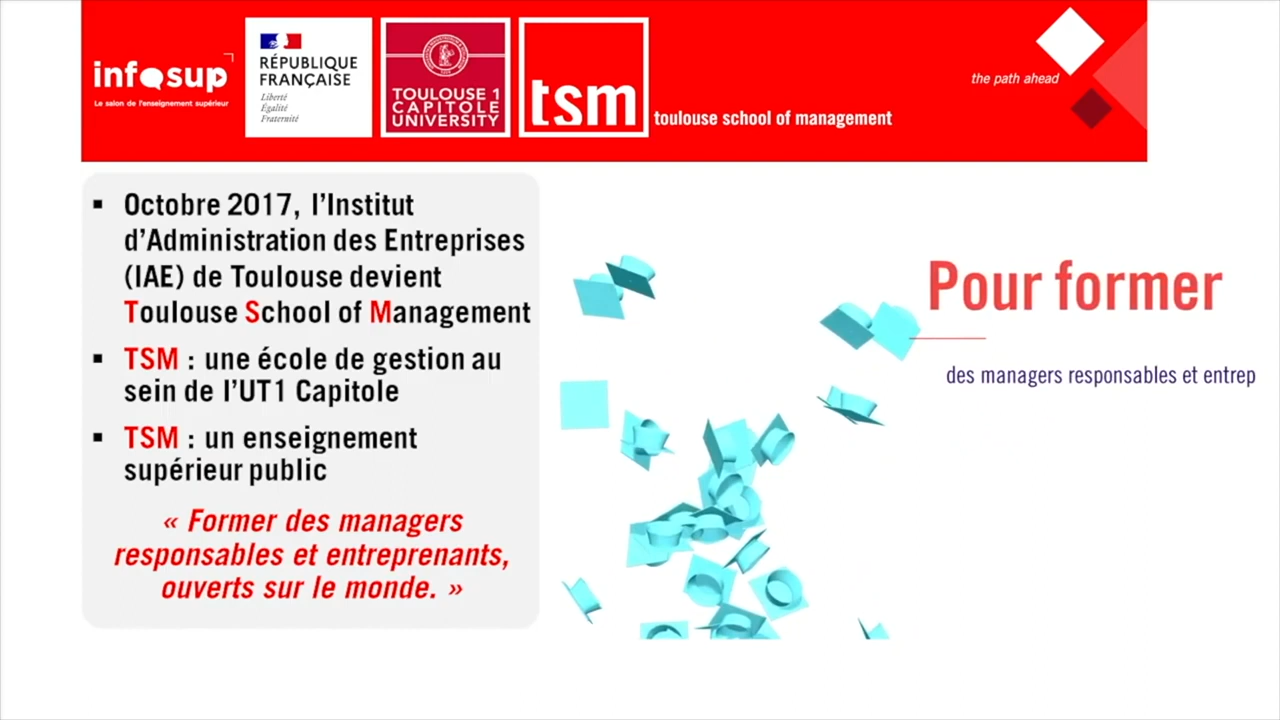 infosup
Le salon de l'enseignement supérieur
RÉPUBLIQUE
FRANÇAISE
Liberté
Égalité
Fraternité
TOULOUSE 1
CAPITOLE
UNIVERSITY
tsm
toulouse school of management
the path ahead
▪ Octobre 2017, l'Institut
d'Administration des Entreprises
(IAE) de Toulouse devient
Toulouse School of Management
▪ TSM : une école de gestion au
sein de l'UT1 Capitole
▪ TSM : un enseignement
supérieur public
« Former des managers
responsables et entreprenants,
ouverts sur le monde. »
Pour former
des managers responsables et entrep